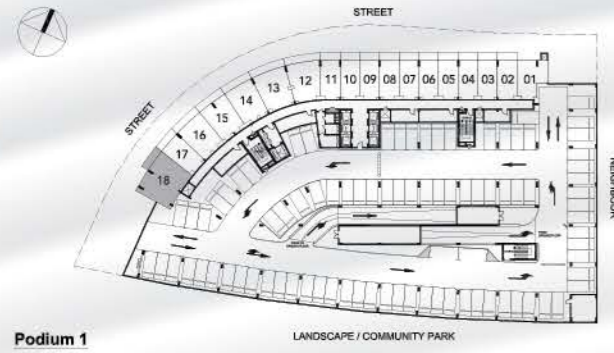 STREET
STREET
12 11 10 09 08 07 06 05 04 03 02 01
13
14
15
16
17
18
NEIGHBOUR
Podium 1
LANDSCAPE / COMMUNITY PARK